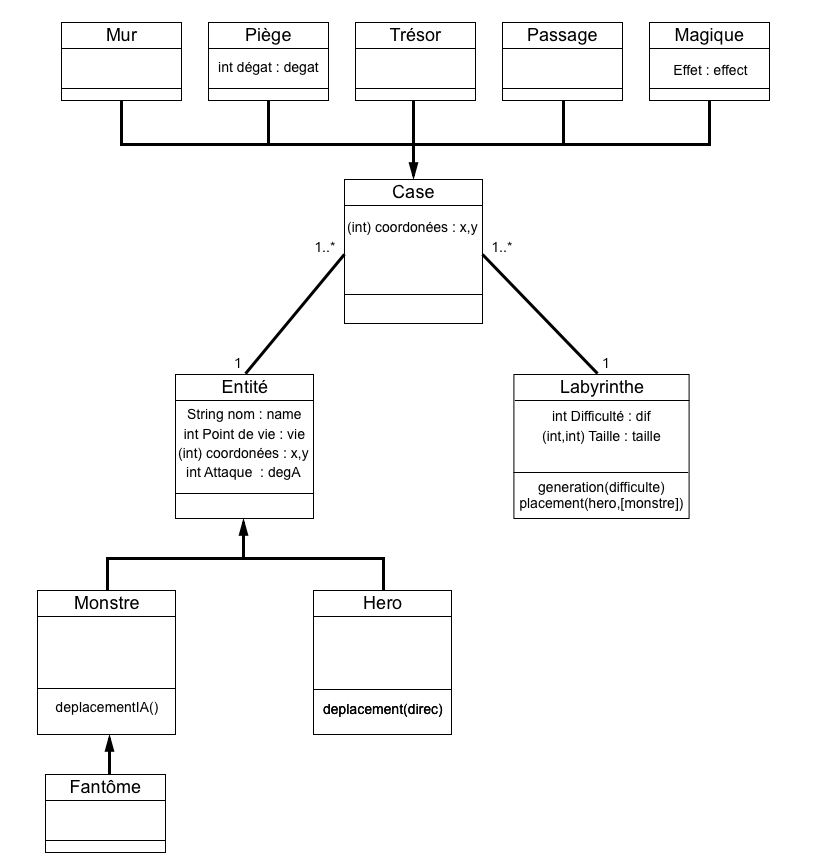 Mur
Piège
int dégat : degat
Trésor
Passage
Magique
Effet : effect
Case
(int) coordonées : x,y
1..*
1..*
1
1
Entité
String nom : name
int Point de vie : vie
(int) coordonées : x,y
int Attaque : degA
Labyrinthe
int Difficulté : dif
(int,int) Taille : taille
generation(difficulte)
placement(hero,[monstre])
Monstre
deplacementIA()
Hero
deplacement(direc)
Fantôme